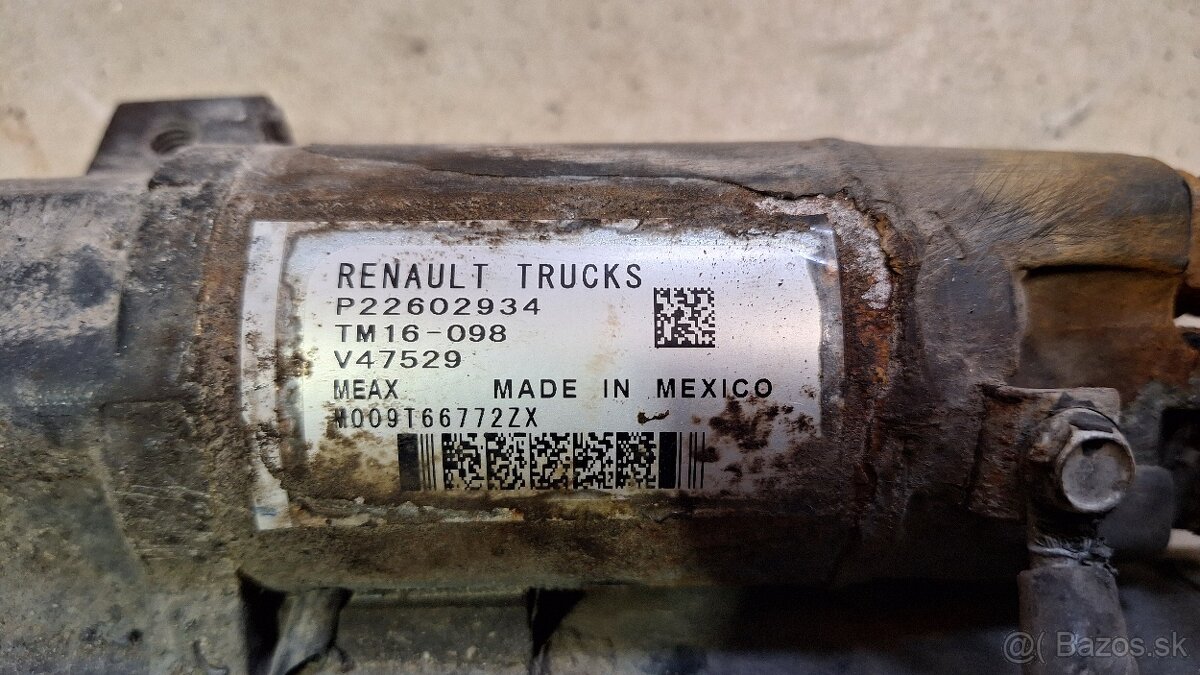 RENAULT TRUCKS
P22602934
TM16-098
V47529
MEAX MADE IN MEXICO
M009T66772ZX
@( Bazos.sk